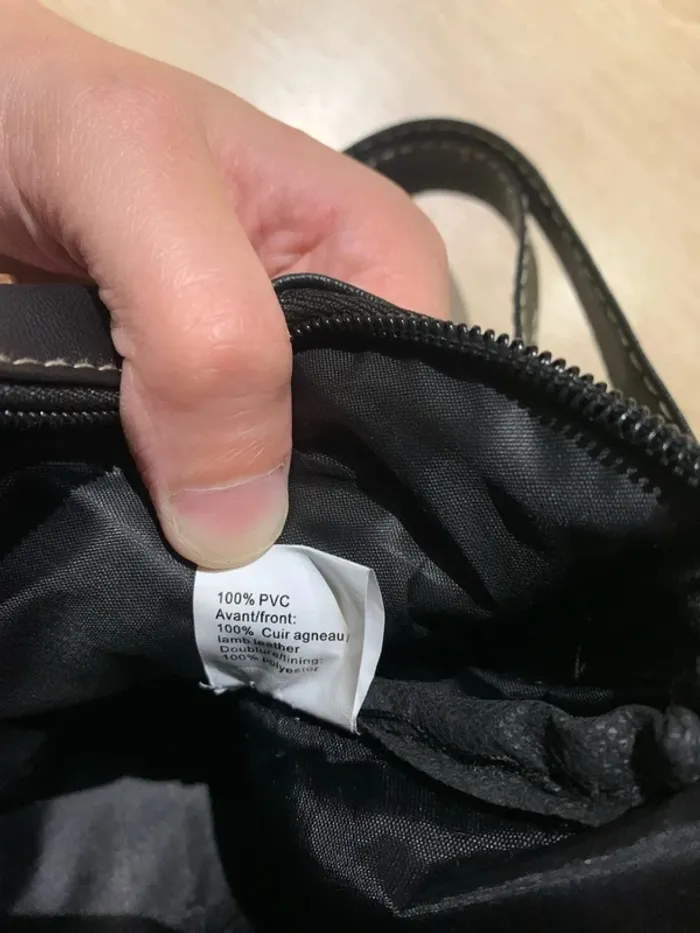 100% PVC
Avant/front:
100% Cuir agneau/
lamb leather
Doublure/lining:
100% Polyester